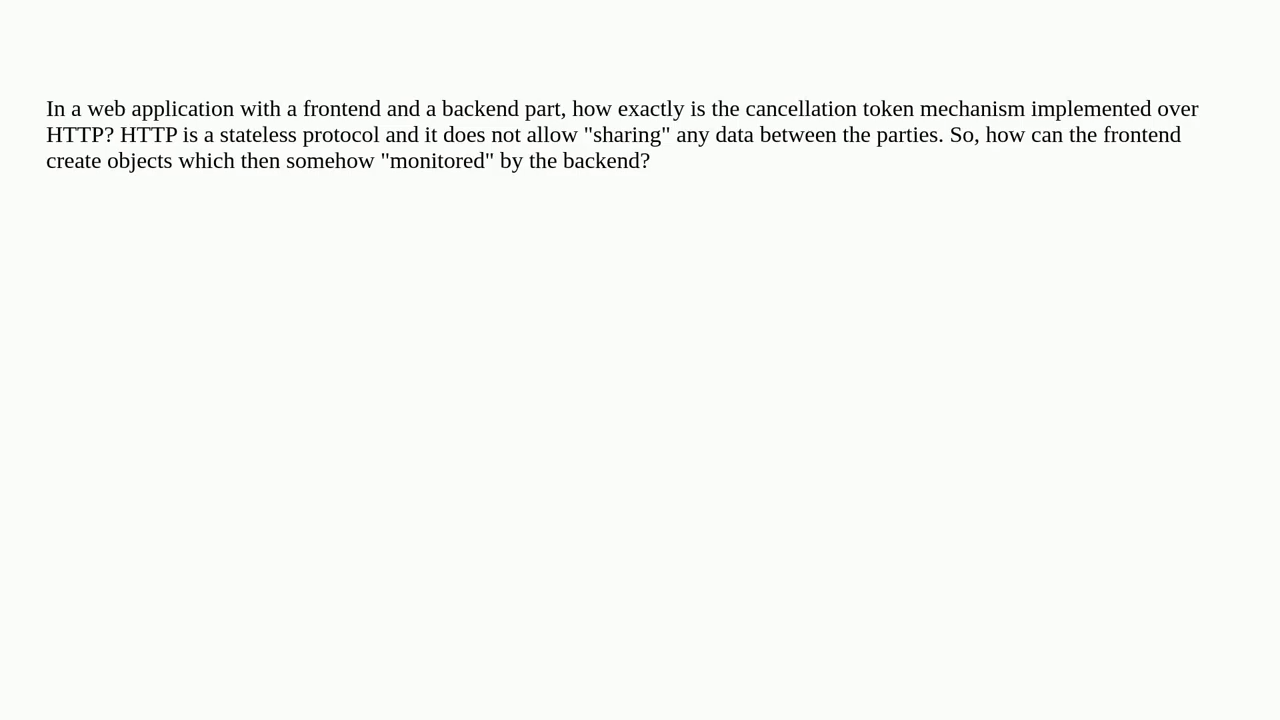 In a web application with a frontend and a backend part, how exactly is the cancellation token mechanism implemented over
HTTP? HTTP is a stateless protocol and it does not allow "sharing" any data between the parties. So, how can the frontend
create objects which then somehow "monitored" by the backend?